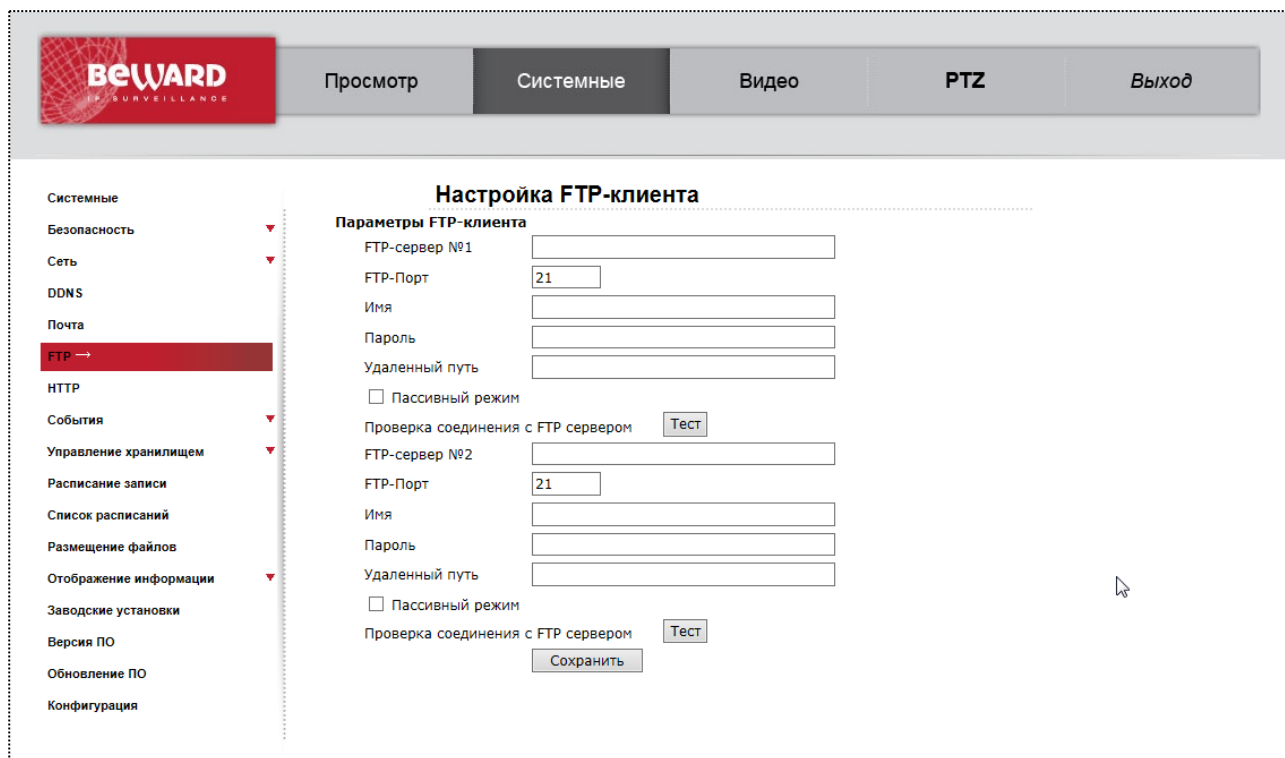 BEWARD
IP SURVEILLANCE
Просмотр
Системные
Видео
PTZ
Выход
Системные
Безопасность
Сеть
DDNS
Почта
FTP →
HTTP
События
Управление хранилищем
Расписание записи
Список расписаний
Размещение файлов
Отображение информации
Заводские установки
Версия ПО
Обновление ПО
Конфигурация
Настройка FTP-клиента
Параметры FTP-клиента
FTP-сервер №1
FTP-Порт 21
Имя
Пароль
Удаленный путь
Пассивный режим
Проверка соединения с FTP сервером Тест
FTP-сервер №2
FTP-Порт 21
Имя
Пароль
Удаленный путь
Пассивный режим
Проверка соединения с FTP сервером Тест
Сохранить